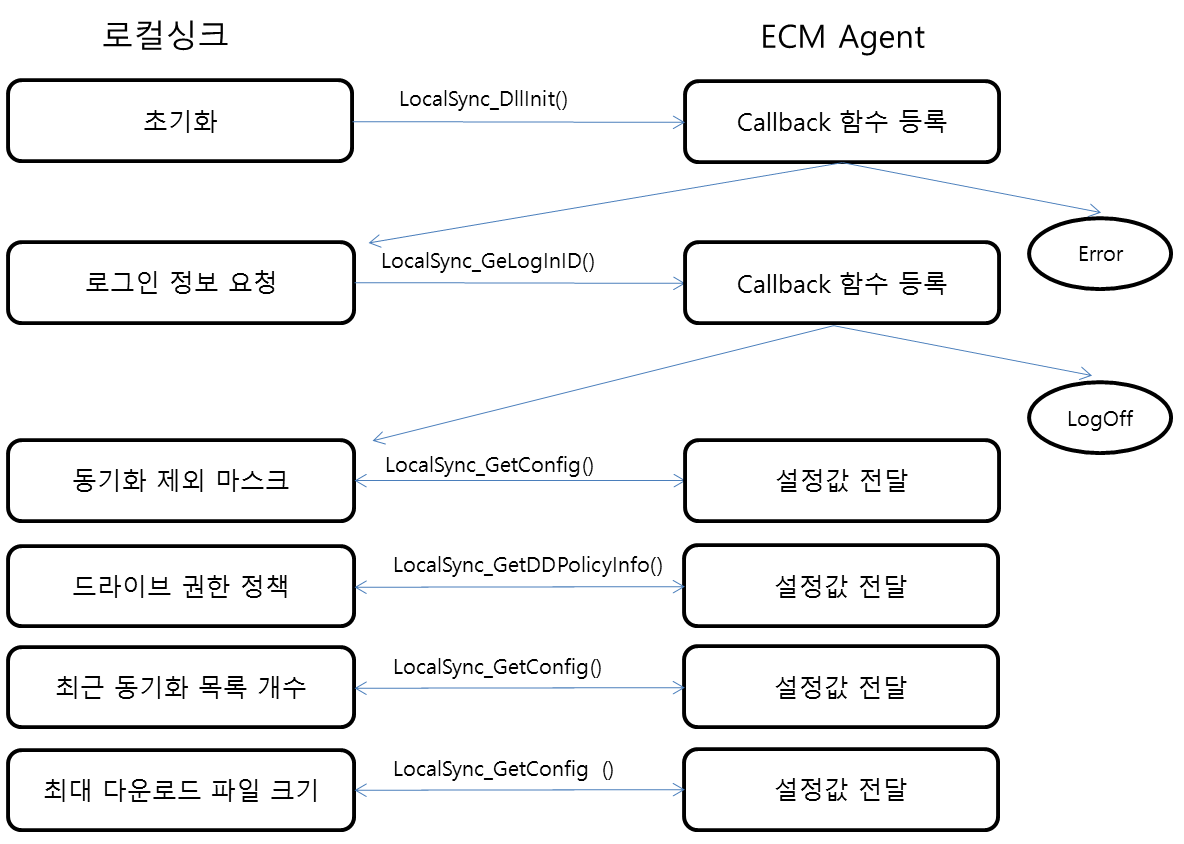 로컬싱크
ECM Agent
초기화
LocalSync_DllInit()
Callback 함수 등록
Error
로그인 정보 요청
LocalSync_GeLogInID()
Callback 함수 등록
LogOff
동기화 제외 마스크
LocalSync_GetConfig()
설정값 전달
드라이브 권한 정책
LocalSync_GetDDPolicyInfo()
설정값 전달
최근 동기화 목록 개수
LocalSync_GetConfig()
설정값 전달
최대 다운로드 파일 크기
LocalSync_GetConfig  ()
설정값 전달